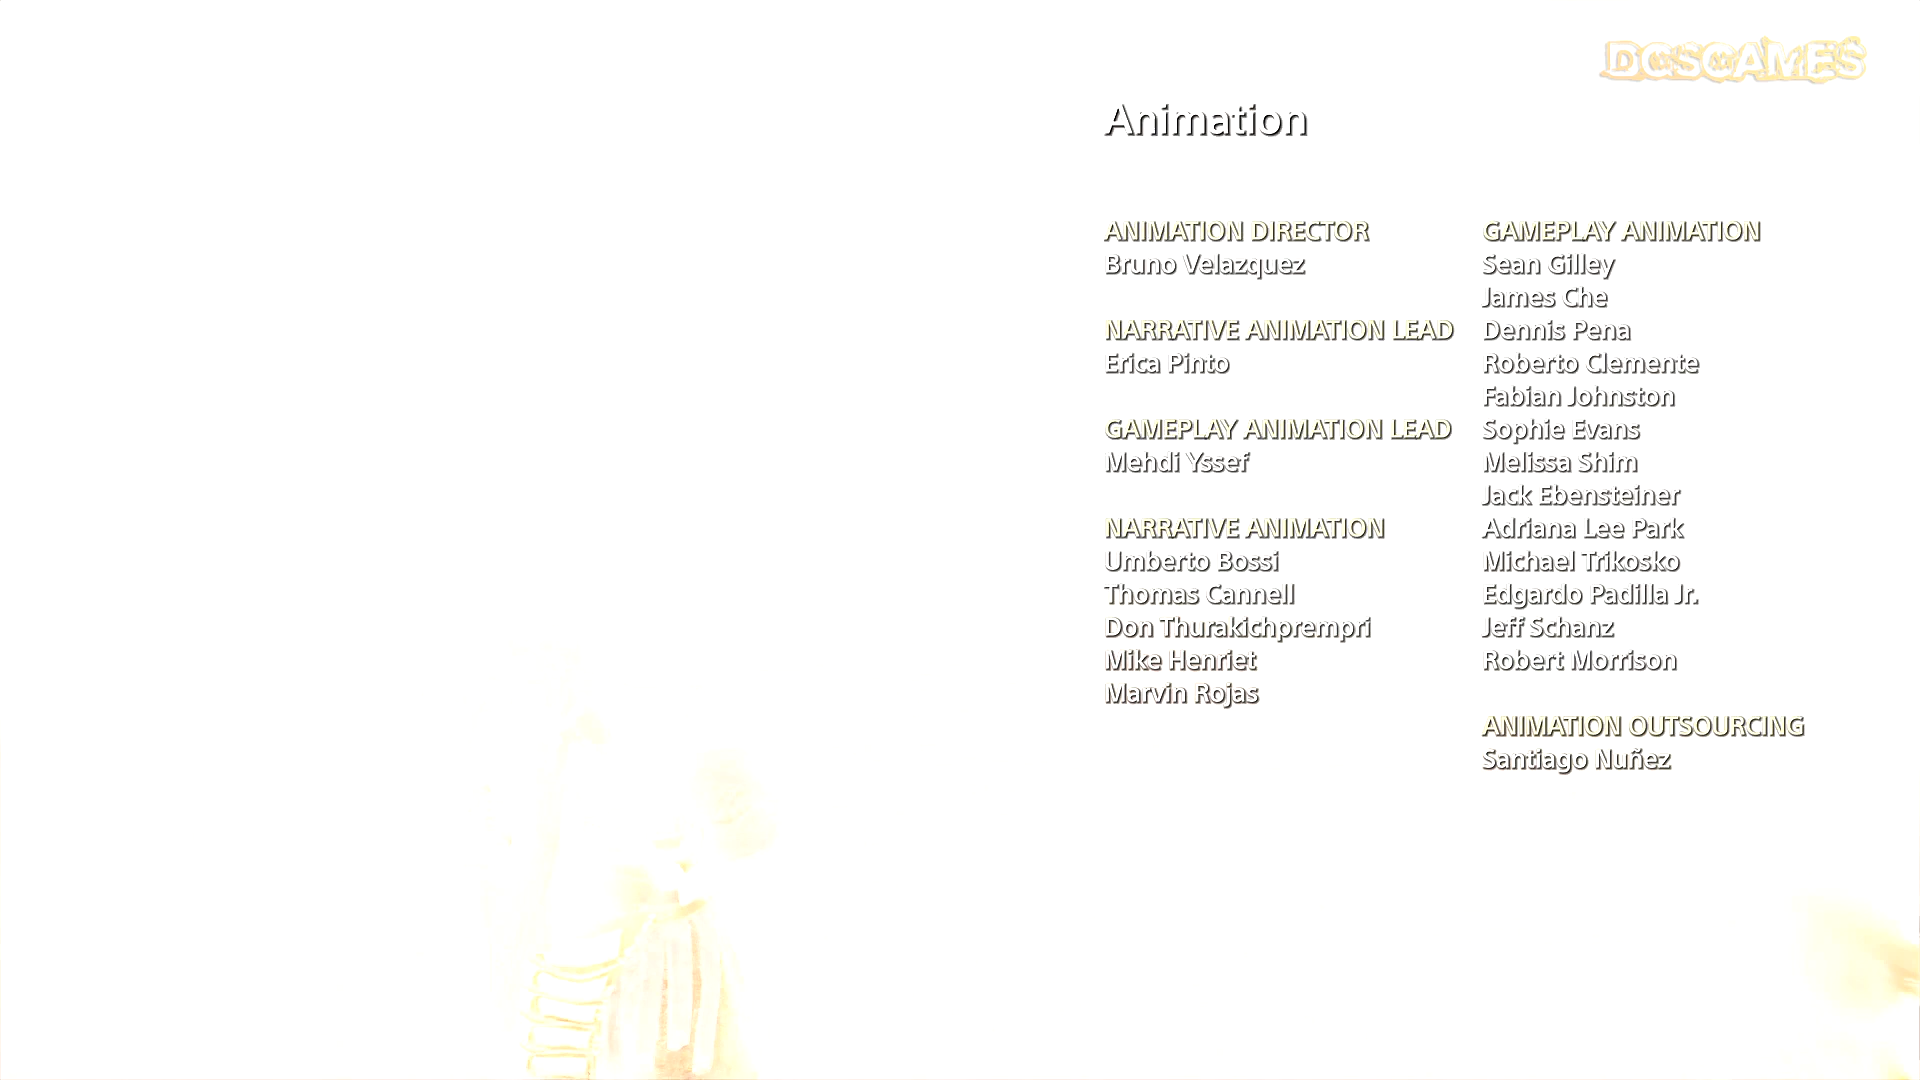 DGSGAMES
Animation
ANIMATION DIRECTOR
Bruno Velazquez
NARRATIVE ANIMATION LEAD
Erica Pinto
GAMEPLAY ANIMATION LEAD
Mehdi Yssef
NARRATIVE ANIMATION
Umberto Bossi
Thomas Cannell
Don Thurakichprempri
Mike Henriet
Marvin Rojas
GAMEPLAY ANIMATION
Sean Gilley
James Che
Dennis Pena
Roberto Clemente
Fabian Johnston
Sophie Evans
Melissa Shim
Jack Ebensteiner
Adriana Lee Park
Michael Trikosko
Edgardo Padilla Jr.
Jeff Schanz
Robert Morrison
ANIMATION OUTSOURCING
Santiago Nuñez